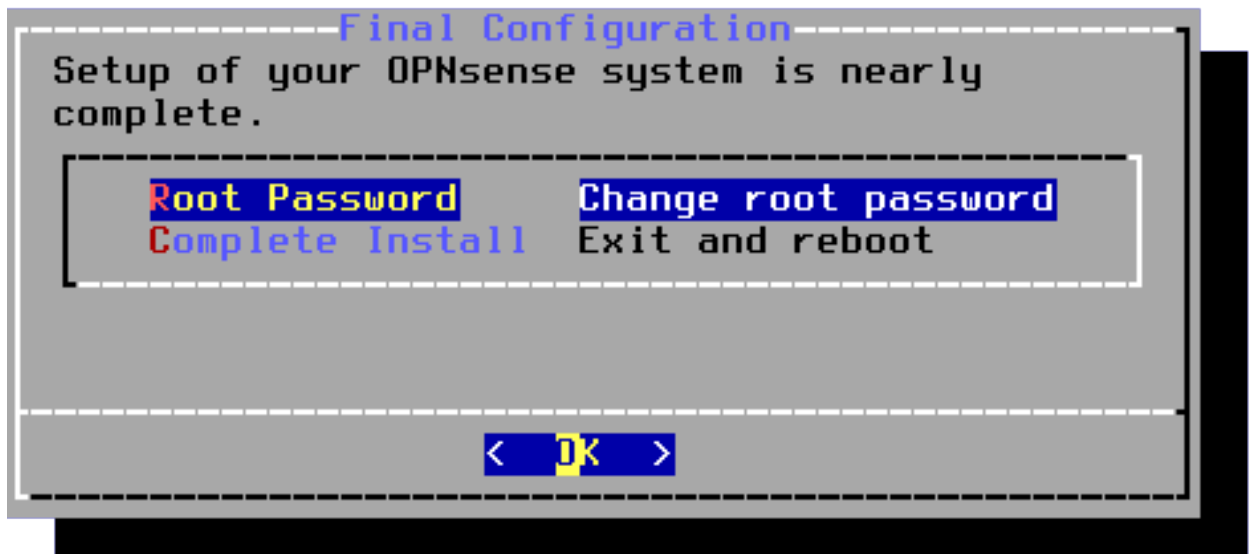 Final Configuration
Setup of your OPNsense system is nearly
complete.
Root Password Change root password
Complete Install Exit and reboot
< OK >